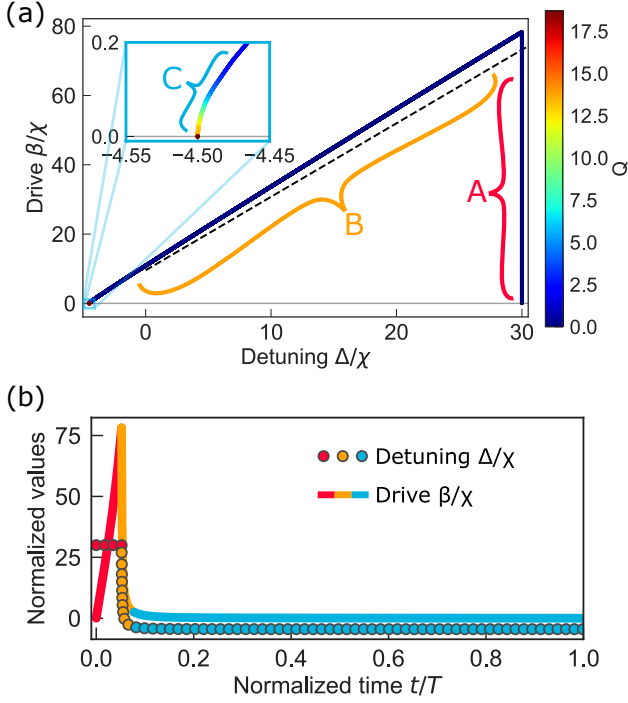 (a)
80
60
40
20
0
Drive β/χ
0.2
0.0
C
−4.55
−4.50
−4.45
A
B
0
10
20
30
Detuning Δ/χ
17.5
15.0
12.5
10.0
7.5
5.0
2.5
0.0
Q
(b)
75
50
25
0
Normalized values
Detuning Δ/χ
Drive β/χ
0.0
0.2
0.4
0.6
0.8
1.0
Normalized time t/T